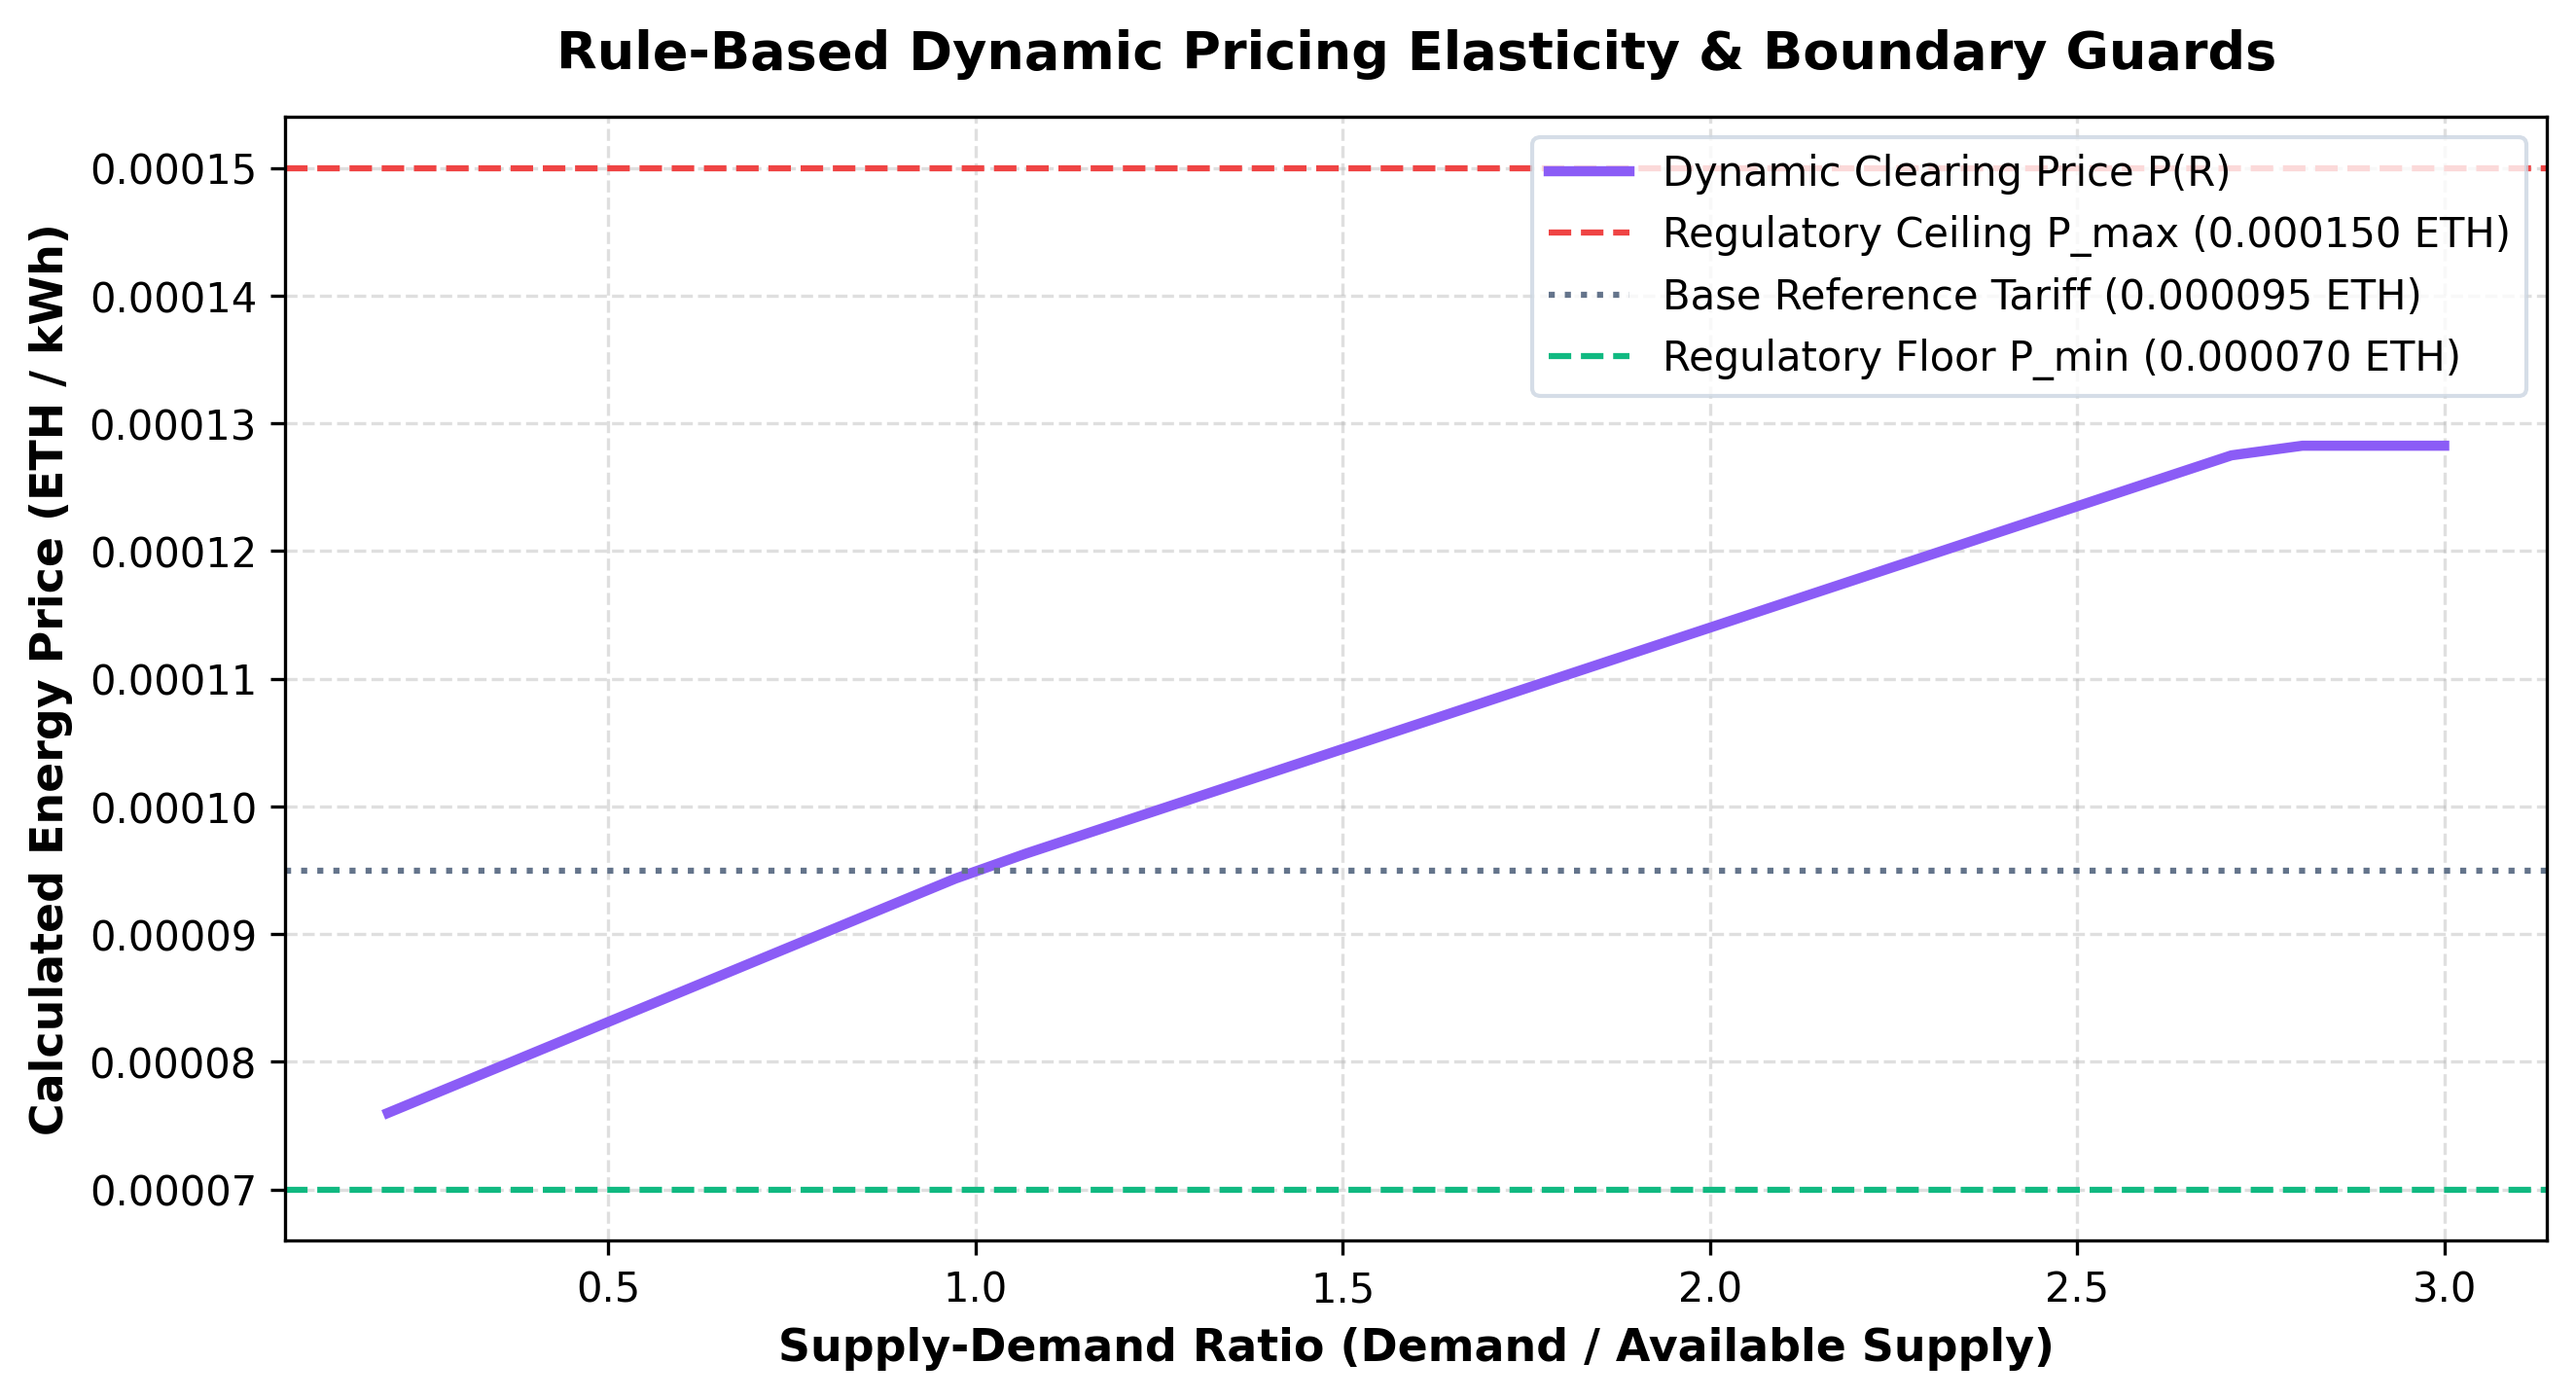 Rule-Based Dynamic Pricing Elasticity & Boundary Guards
Calculated Energy Price (ETH / kWh)
0.00015
0.00014
0.00013
0.00012
0.00011
0.00010
0.00009
0.00008
0.00007
Dynamic Clearing Price P(R)
Regulatory Ceiling P_max (0.000150 ETH)
Base Reference Tariff (0.000095 ETH)
Regulatory Floor P_min (0.000070 ETH)
0.5 1.0 1.5 2.0 2.5 3.0
Supply-Demand Ratio (Demand / Available Supply)